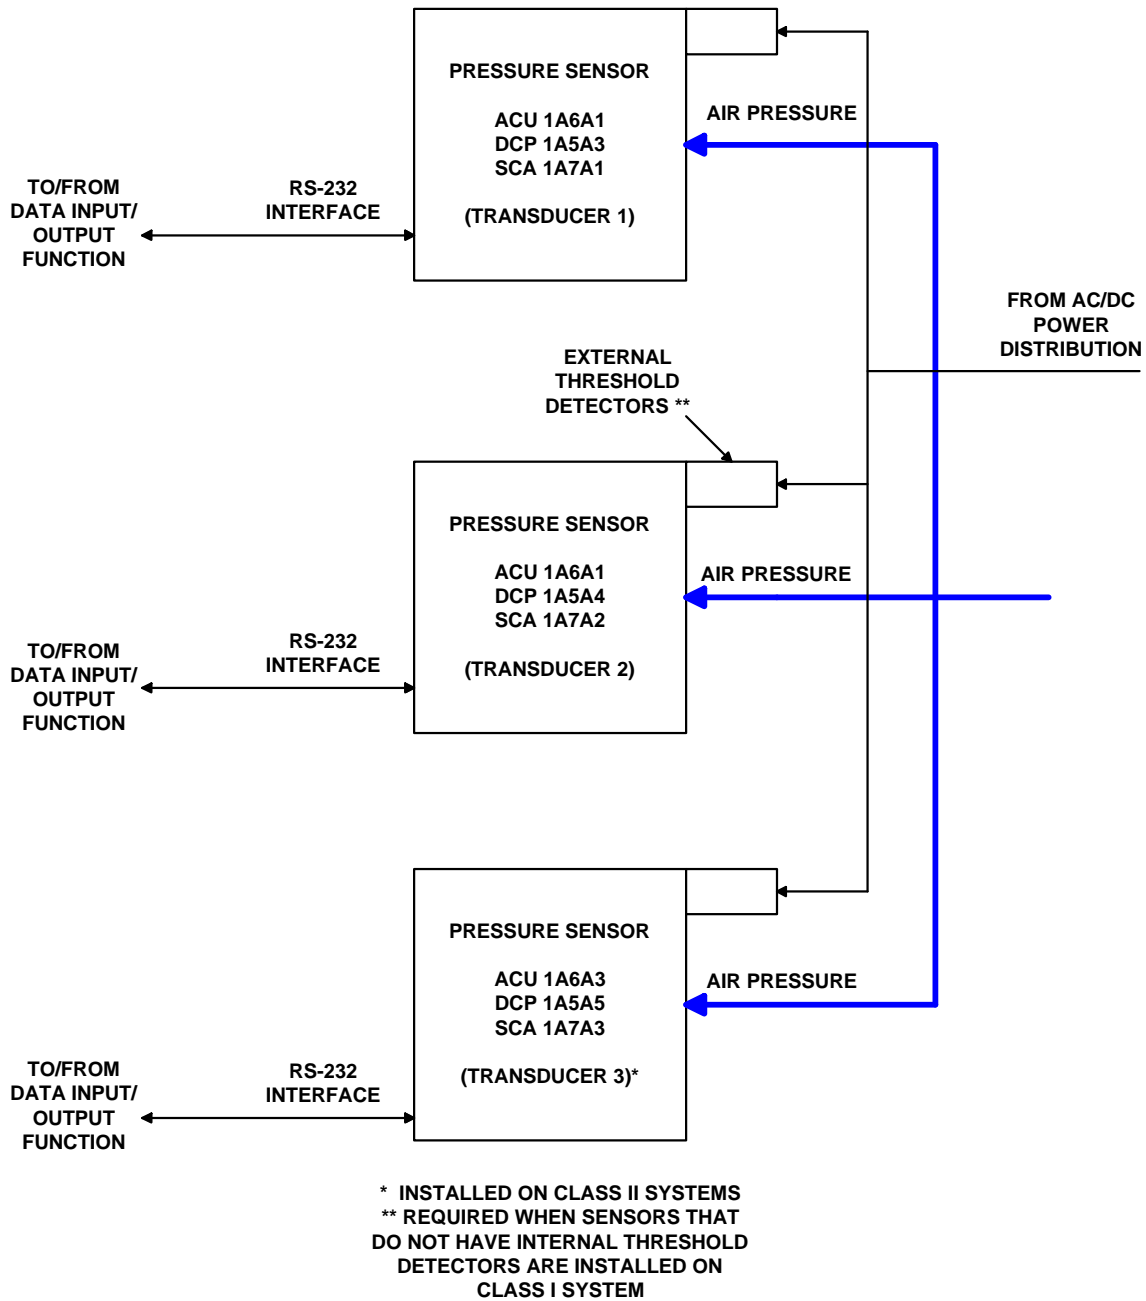 PRESSURE SENSOR
ACU 1A6A1
DCP 1A5A3
SCA 1A7A1
(TRANSDUCER 1)
AIR PRESSURE
TO/FROM
DATA INPUT/
OUTPUT
FUNCTION
RS-232
INTERFACE
FROM AC/DC
POWER
DISTRIBUTION
EXTERNAL
THRESHOLD
DETECTORS **
PRESSURE SENSOR
ACU 1A6A1
DCP 1A5A4
SCA 1A7A2
(TRANSDUCER 2)
AIR PRESSURE
TO/FROM
DATA INPUT/
OUTPUT
FUNCTION
RS-232
INTERFACE
PRESSURE SENSOR
ACU 1A6A3
DCP 1A5A5
SCA 1A7A3
(TRANSDUCER 3)*
AIR PRESSURE
TO/FROM
DATA INPUT/
OUTPUT
FUNCTION
RS-232
INTERFACE
* INSTALLED ON CLASS II SYSTEMS
** REQUIRED WHEN SENSORS THAT
DO NOT HAVE INTERNAL THRESHOLD
DETECTORS ARE INSTALLED ON
CLASS I SYSTEM